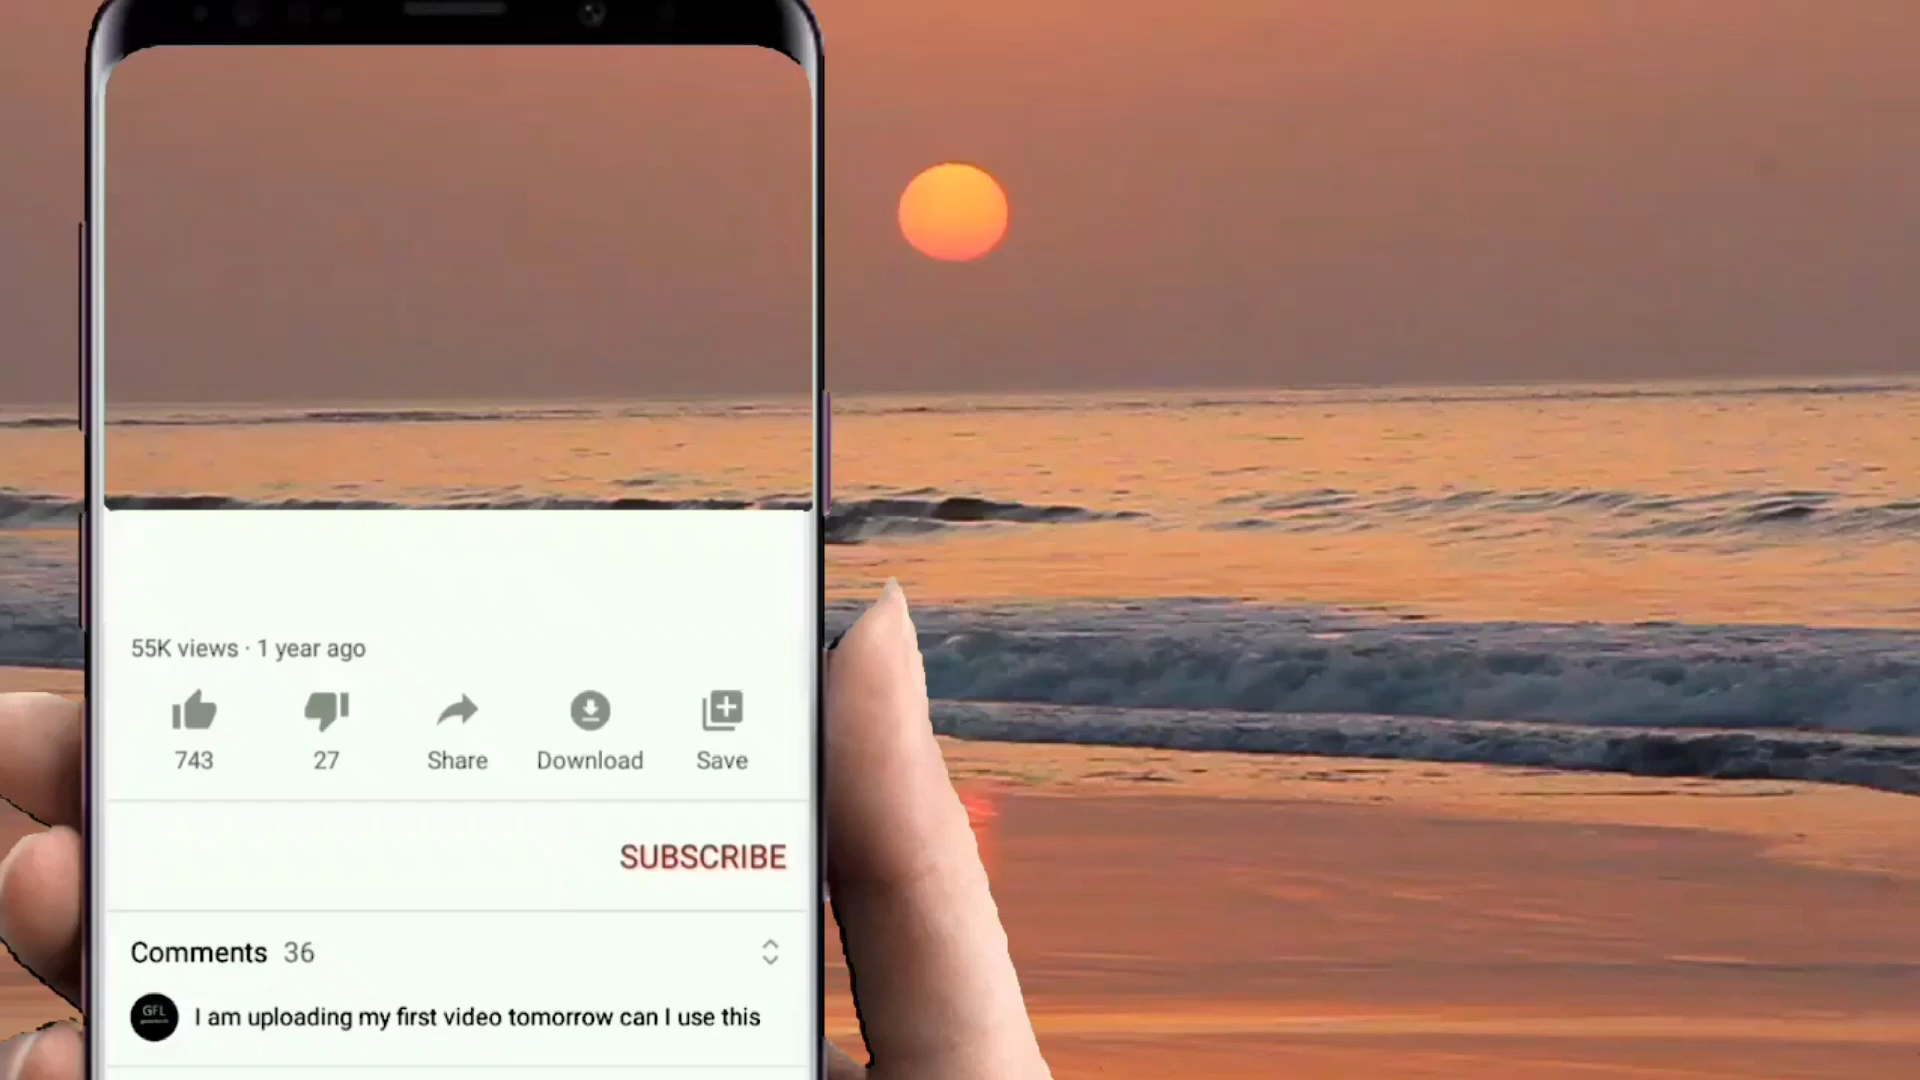 55K views · 1 year ago
743 27 Share Download Save
SUBSCRIBE
Comments 36
GFL
I am uploading my first video tomorrow can I use this